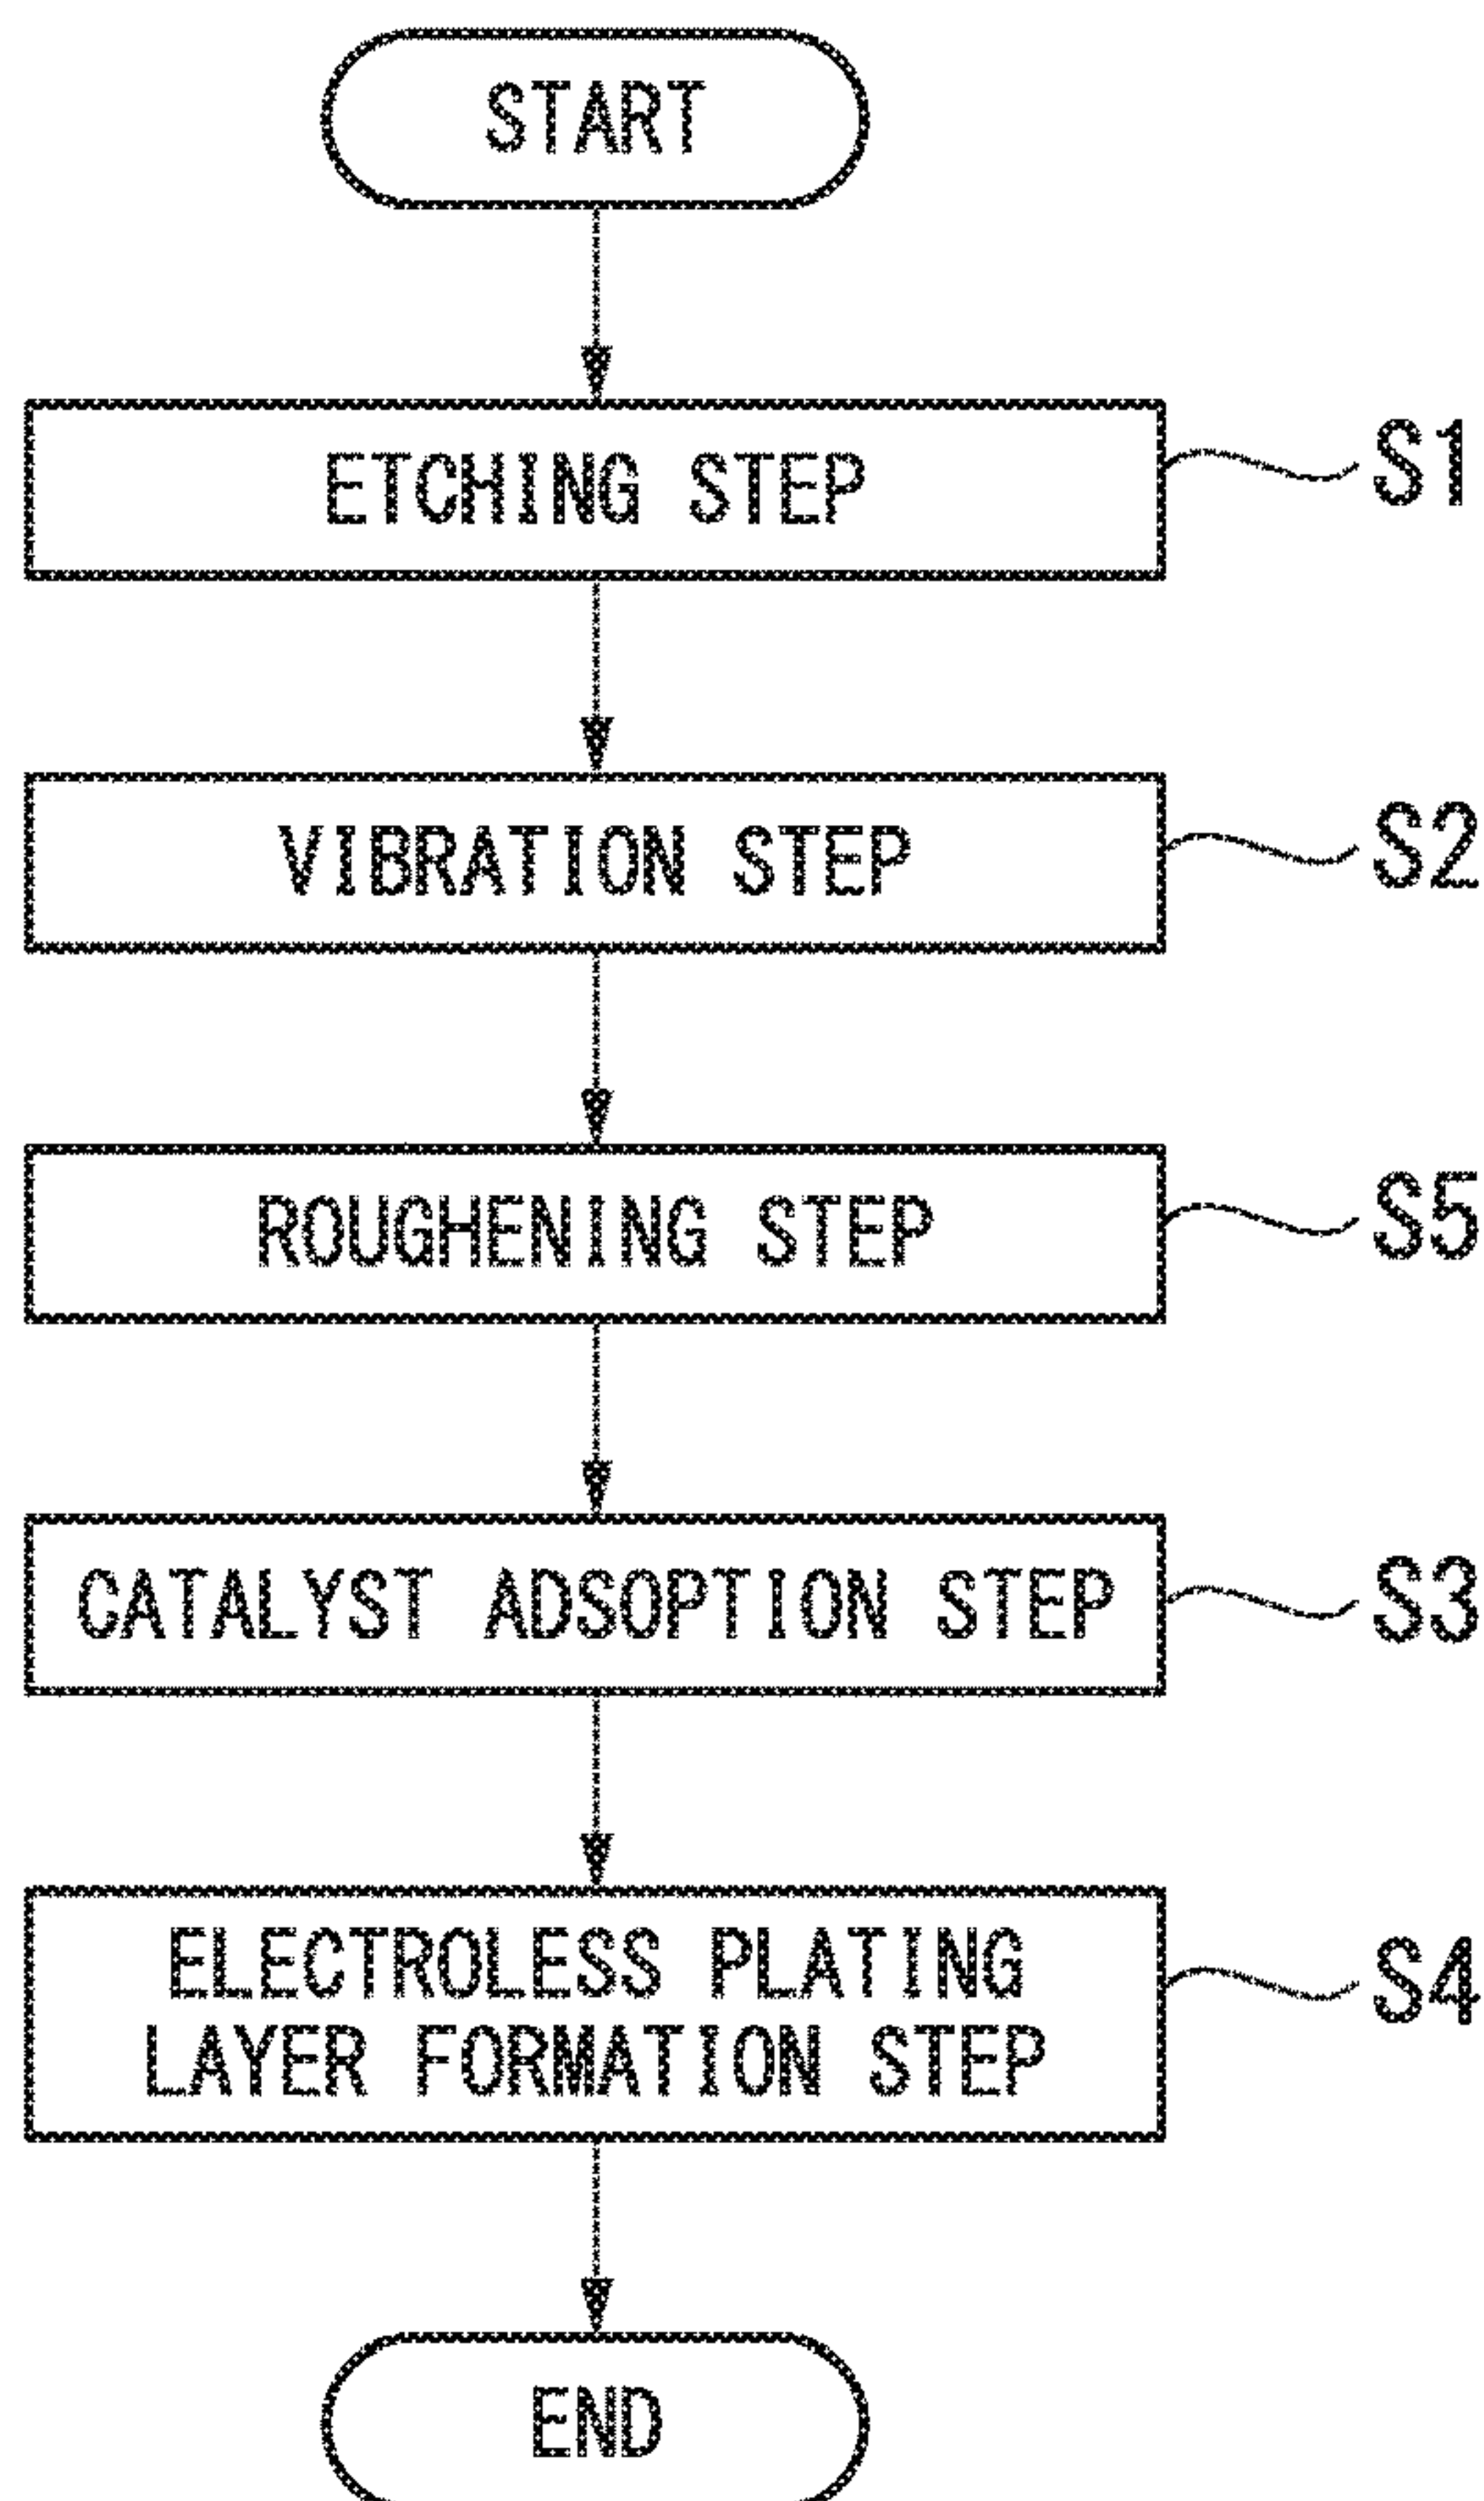 START
ETCHING STEP
S1
VIBRATION STEP
S2
ROUGHENING STEP
S5
CATALYST ADSOPTION STEP
S3
ELECTROLESS PLATING
LAYER FORMATION STEP
S4
END